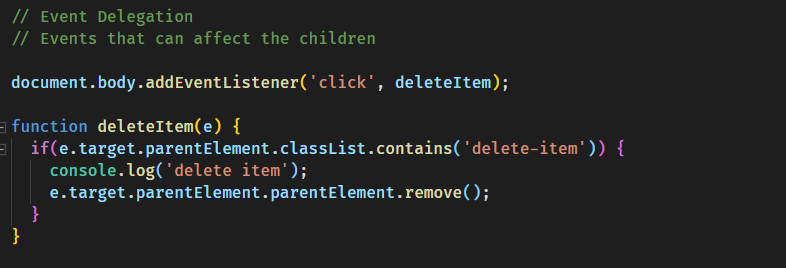 // Event Delegation
// Events that can affect the children
document.body.addEventListener('click', deleteItem);
function deleteItem(e) {
if(e.target.parentElement.classList.contains('delete-item')) {
console.log('delete item');
e.target.parentElement.parentElement.remove();
}
}